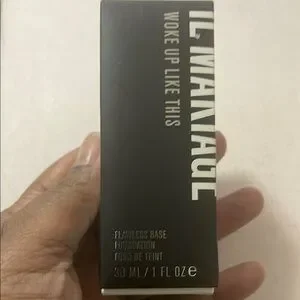 IL MAKIAGE
WOKE UP LIKE THIS
FLAWLESS BASE
FOUNDATION
FOND DE TEINT
30 ML / 1 FL OZ ℮